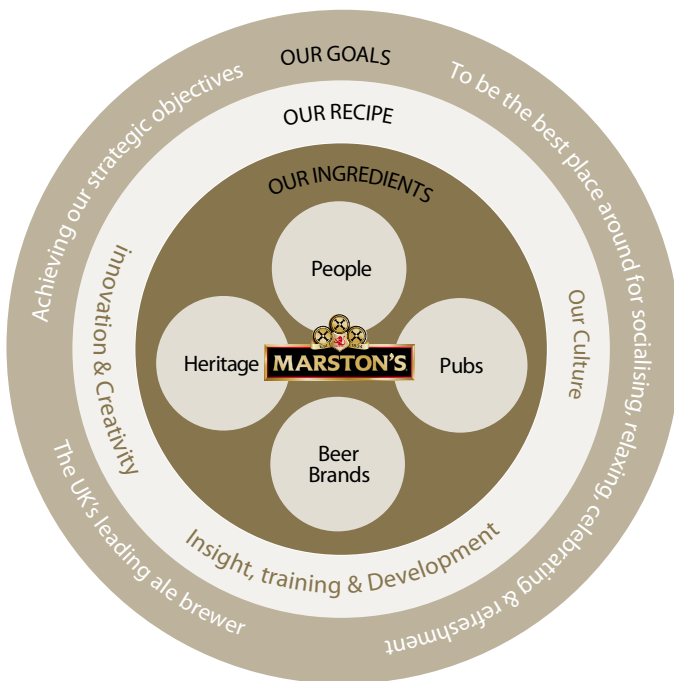 OUR GOALS
To be the best place around for socialising, relaxing, celebrating & refreshment
The UK's leading ale brewer
Achieving our strategic objectives
OUR RECIPE
Our Culture
Insight, training & Development
innovation & Creativity
OUR INGREDIENTS
People
Heritage
MARSTON'S
Pubs
Beer
Brands